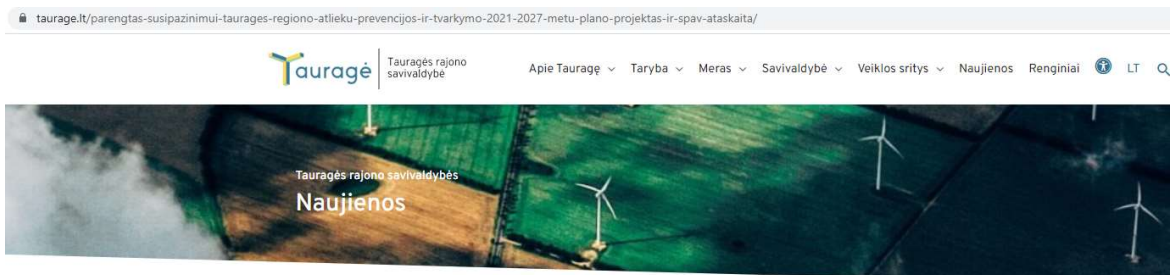 taurage.lt/parengtas-susipazinimui-taurages-regiono-atlieku-prevencijos-ir-tvarkymo-2021-2027-metu-plano-projektas-ir-spav-ataskaita/
Tauragė
Tauragės rajono
savivaldybė
Apie Tauragę Taryba Meras Savivaldybė Veiklos sritys Naujienos Renginiai LT
Tauragės rajono savivaldybės
Naujienos